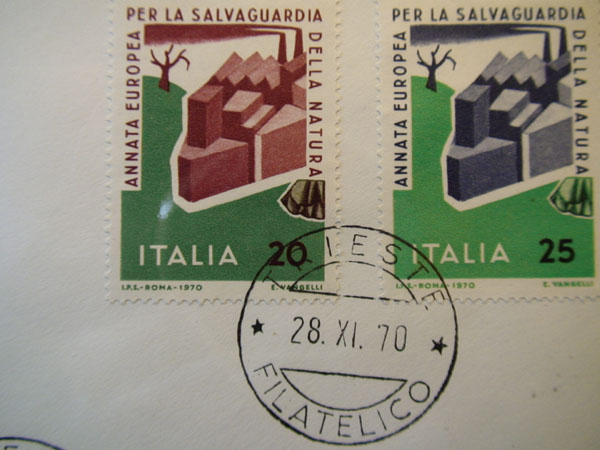 ANNATA EUROPEA
PER LA SALVAGUARDIA
DELLA NATURA
ITALIA 20
I.P.S.-ROMA-1970 E. VANGELLI
ANNATA EUROPEA
PER LA SALVAGUARDIA
DELLA NATURA
ITALIA 25
I.P.S.-ROMA-1970 E. VANGELLI
TRIESTE
28. XI. 70
FILATELICO